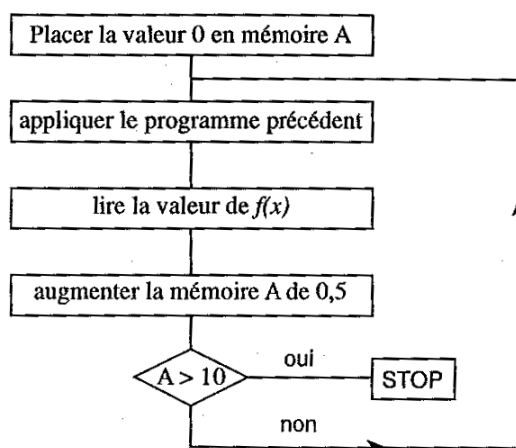 Placer la valeur 0 en mémoire A
appliquer le programme précédent
lire la valeur de f(x)
augmenter la mémoire A de 0,5
A > 10
oui
STOP
non